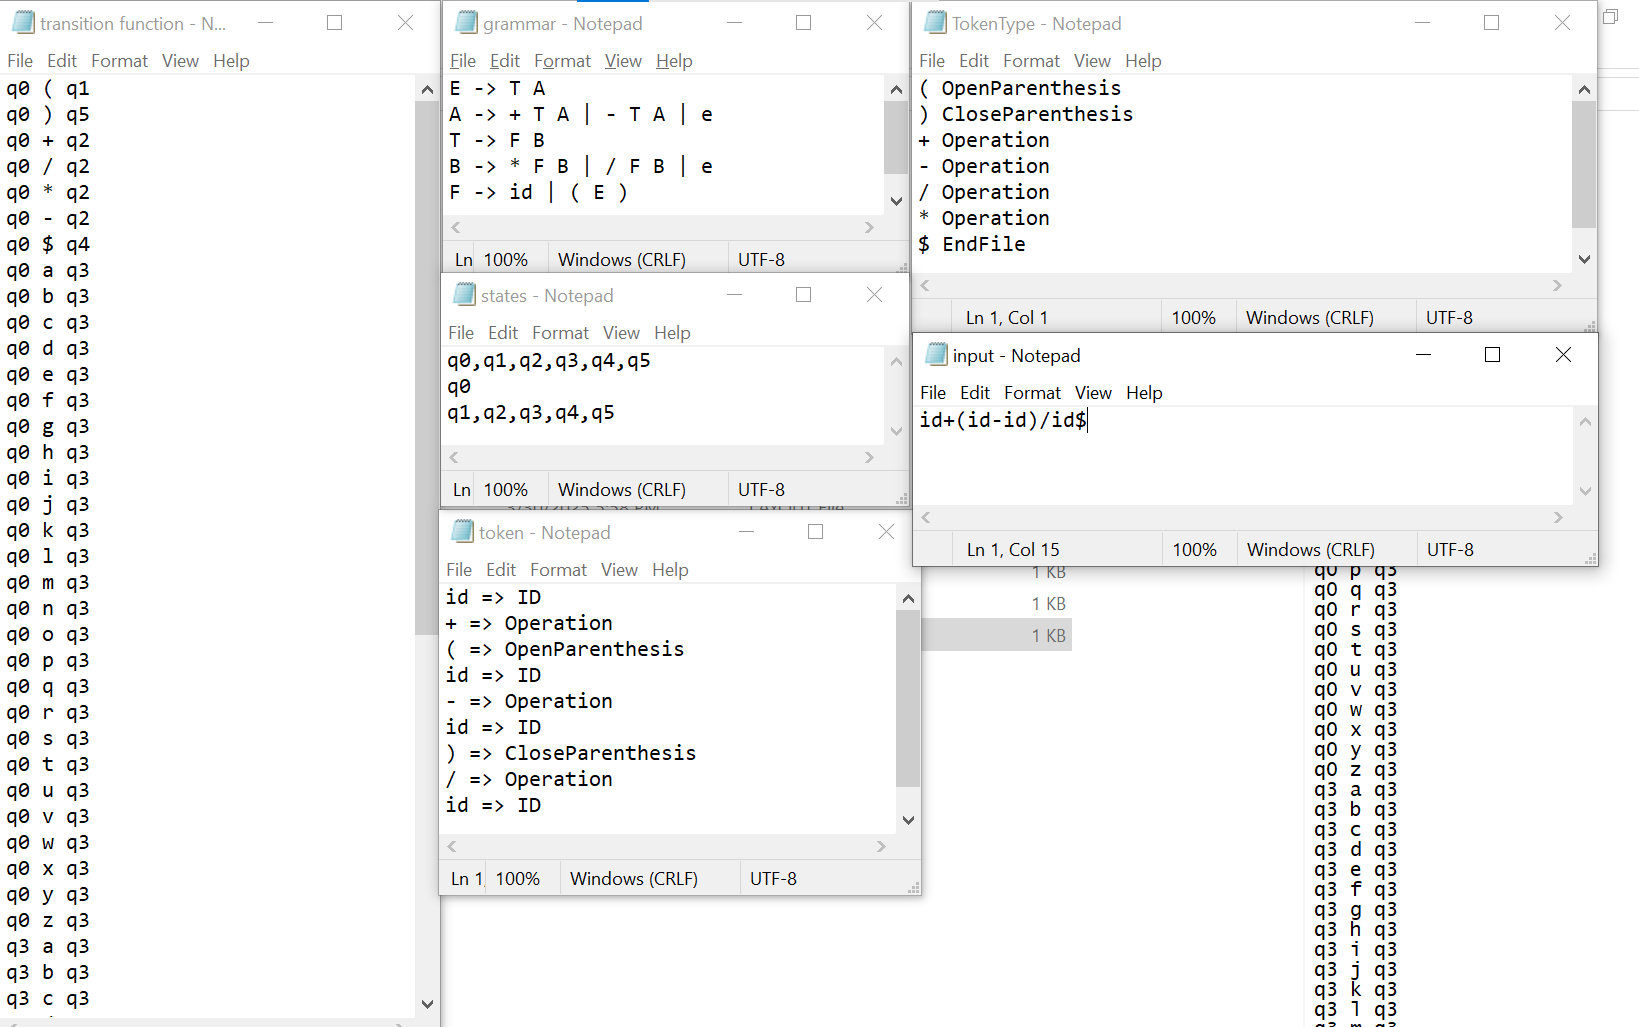 transition function - N...
File Edit Format View Help
q0 ( q1
q0 ) q5
q0 + q2
q0 / q2
q0 * q2
q0 - q2
q0 $ q4
q0 a q3
q0 b q3
q0 c q3
q0 d q3
q0 e q3
q0 f q3
q0 g q3
q0 h q3
q0 i q3
q0 j q3
q0 k q3
q0 l q3
q0 m q3
q0 n q3
q0 o q3
q0 p q3
q0 q q3
q0 r q3
q0 s q3
q0 t q3
q0 u q3
q0 v q3
q0 w q3
q0 x q3
q0 y q3
q0 z q3
q3 a q3
q3 b q3
q3 c q3
grammar - Notepad
File Edit Format View Help
E -> T A
A -> + T A | - T A | e
T -> F B
B -> * F B | / F B | e
F -> id | ( E )
Ln 100% Windows (CRLF) UTF-8
states - Notepad
File Edit Format View Help
q0,q1,q2,q3,q4,q5
q0
q1,q2,q3,q4,q5
Ln 100% Windows (CRLF) UTF-8
token - Notepad
File Edit Format View Help
id => ID
+ => Operation
( => OpenParenthesis
id => ID
- => Operation
id => ID
) => CloseParenthesis
/ => Operation
id => ID
Ln 1, 100% Windows (CRLF) UTF-8
TokenType - Notepad
File Edit Format View Help
( OpenParenthesis
) CloseParenthesis
+ Operation
- Operation
/ Operation
* Operation
$ EndFile
Ln 1, Col 1 100% Windows (CRLF) UTF-8
input - Notepad
File Edit Format View Help
id+(id-id)/id$
Ln 1, Col 15 100% Windows (CRLF) UTF-8
1 KB
1 KB
1 KB
q0 p q3
q0 q q3
q0 r q3
q0 s q3
q0 t q3
q0 u q3
q0 v q3
q0 w q3
q0 x q3
q0 y q3
q0 z q3
q3 a q3
q3 b q3
q3 c q3
q3 d q3
q3 e q3
q3 f q3
q3 g q3
q3 h q3
q3 i q3
q3 j q3
q3 k q3
q3 l q3